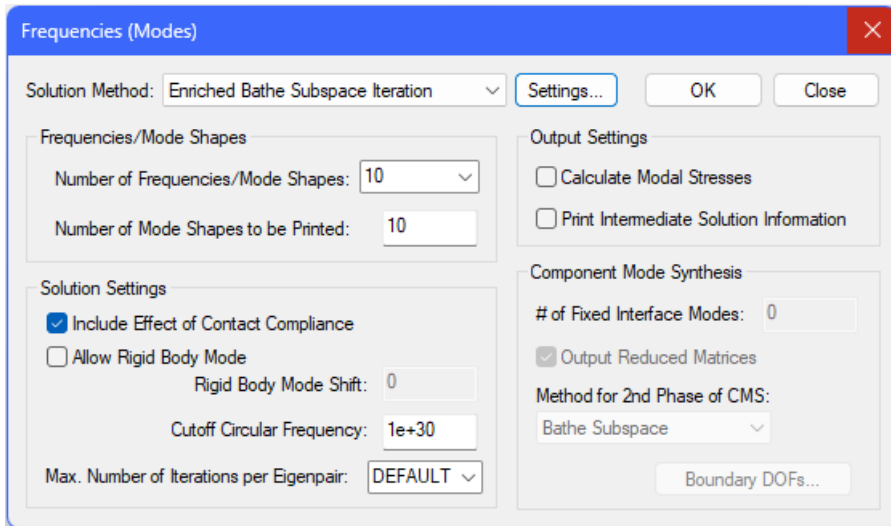 Frequencies (Modes)
Solution Method: Enriched Bathe Subspace Iteration Settings... OK Close
Frequencies/Mode Shapes
Number of Frequencies/Mode Shapes: 10
Number of Mode Shapes to be Printed: 10
Solution Settings
Include Effect of Contact Compliance
Allow Rigid Body Mode
Rigid Body Mode Shift: 0
Cutoff Circular Frequency: 1e+30
Max. Number of Iterations per Eigenpair: DEFAULT
Output Settings
Calculate Modal Stresses
Print Intermediate Solution Information
Component Mode Synthesis
# of Fixed Interface Modes: 0
Output Reduced Matrices
Method for 2nd Phase of CMS:
Bathe Subspace
Boundary DOFs...